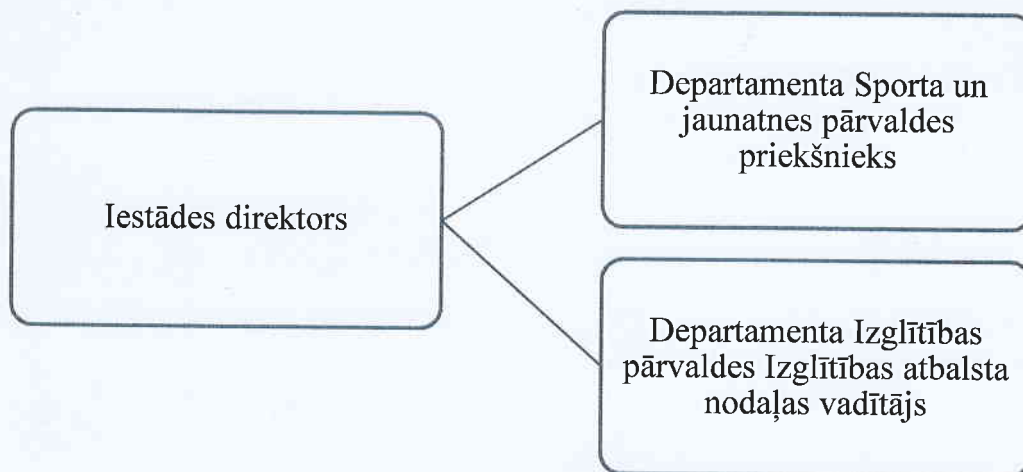 Departamenta Sporta un
jaunatnes pārvaldes
priekšnieks
Iestādes direktors
Departamenta Izglītības
pārvaldes Izglītības atbalsta
nodaļas vadītājs